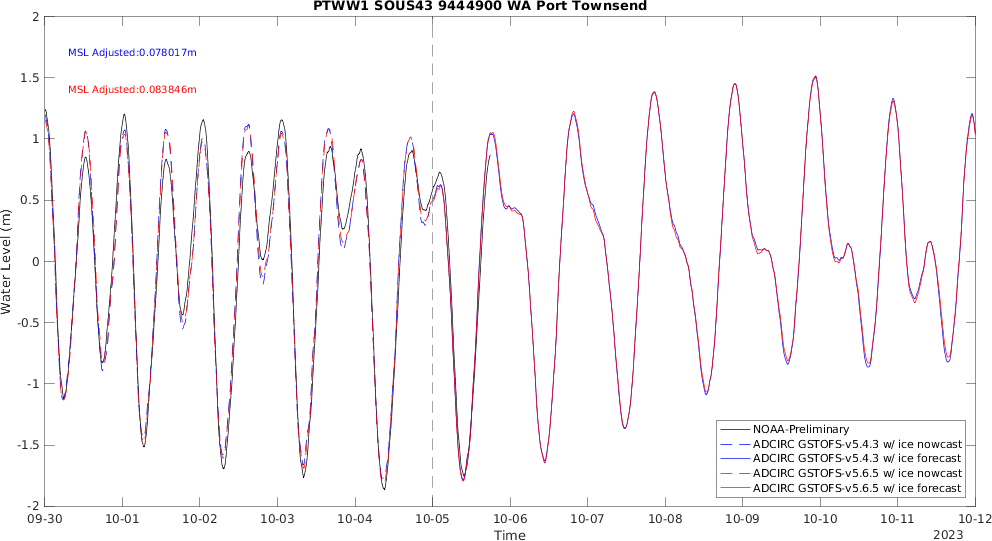 PTWW1 SOUS43 9444900 WA Port Townsend
MSL Adjusted:0.078017m
MSL Adjusted:0.083846m
Water Level (m)
2
1.5
1
0.5
0
-0.5
-1
-1.5
-2
NOAA-Preliminary
ADCIRC GSTOFS-v5.4.3 w/ ice nowcast
ADCIRC GSTOFS-v5.4.3 w/ ice forecast
ADCIRC GSTOFS-v5.6.5 w/ ice nowcast
ADCIRC GSTOFS-v5.6.5 w/ ice forecast
09-30 10-01 10-02 10-03 10-04 10-05 10-06 10-07 10-08 10-09 10-10 10-11 10-12
Time
2023